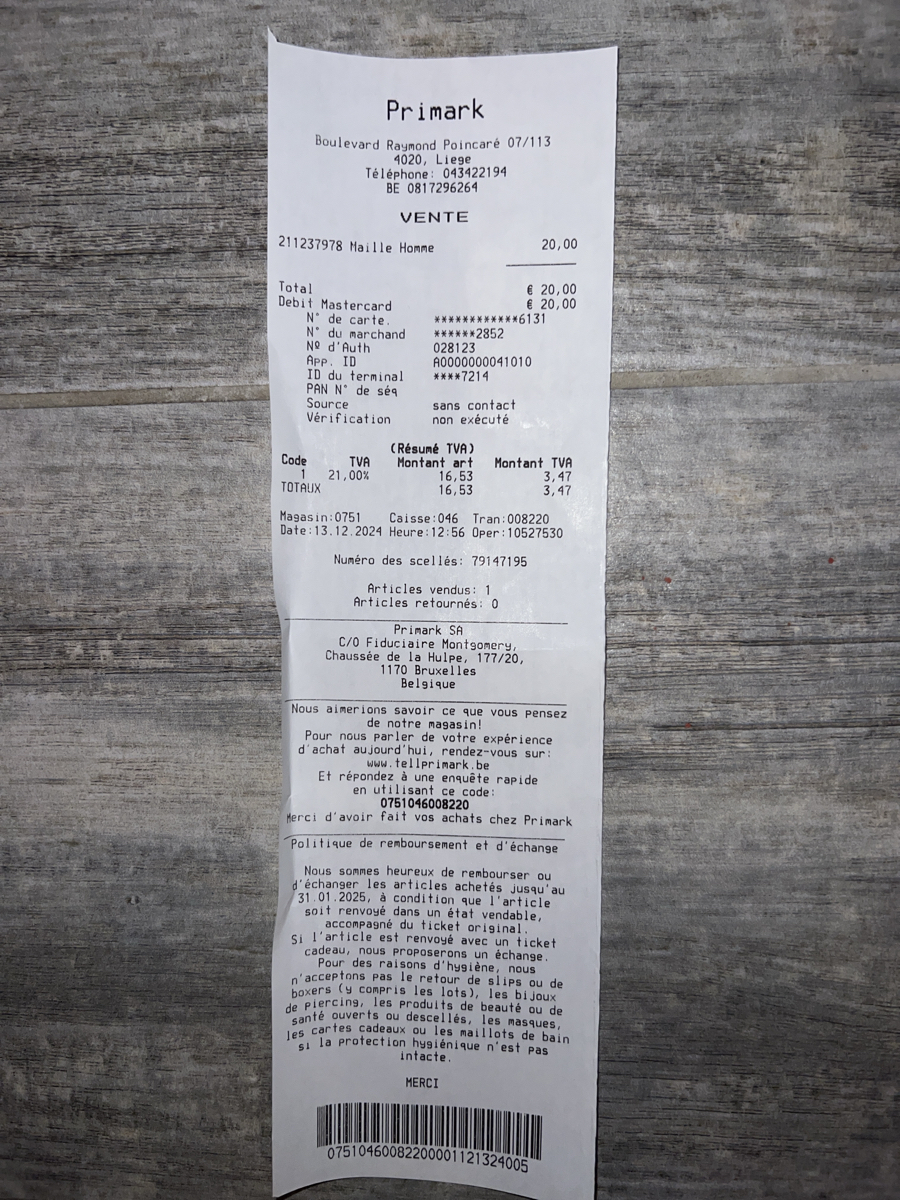 Primark
Boulevard Raymond Poincaré 07/113
4020, Liege
Téléphone: 043422194
BE 0817296264
VENTE
211237978 Maille Homme 20,00
Total € 20,00
Debit Mastercard € 20,00
N° de carte. ************6131
N° du marchand ******2852
Nº d'Auth 028123
App. ID A0000000041010
ID du terminal ****7214
PAN N° de séq
Source sans contact
Vérification non exécuté
(Résumé TVA)
Code TVA Montant art Montant TVA
1 21,00% 16,53 3,47
TOTAUX 16,53 3,47
Magasin:0751 Caisse:046 Tran:008220
Date:13.12.2024 Heure:12:56 Oper:10527530
Numéro des scellés: 79147195
Articles vendus: 1
Articles retournés: 0
Primark SA
C/O Fiduciaire Montgomery,
Chaussée de la Hulpe, 177/20,
1170 Bruxelles
Belgique
Nous aimerions savoir ce que vous pensez
de notre magasin!
Pour nous parler de votre expérience
d'achat aujourd'hui, rendez-vous sur:
www.tellprimark.be
Et répondez à une enquête rapide
en utilisant ce code:
0751046008220
Merci d'avoir fait vos achats chez Primark
Politique de remboursement et d'échange
Nous sommes heureux de rembourser ou
d'échanger les articles achetés jusqu'au
31.01.2025, à condition que l'article
soit renvoyé dans un état vendable,
accompagné du ticket original.
Si l'article est renvoyé avec un ticket
cadeau, nous proposerons un échange.
Pour des raisons d'hygiène, nous
n'acceptons pas le retour de slips ou de
boxers (y compris les lots), les bijoux
de piercing, les produits de beauté ou de
santé ouverts ou descellés, les masques,
les cartes cadeaux ou les maillots de bain
si la protection hygiénique n'est pas
intacte.
MERCI
07510460082200001121324005